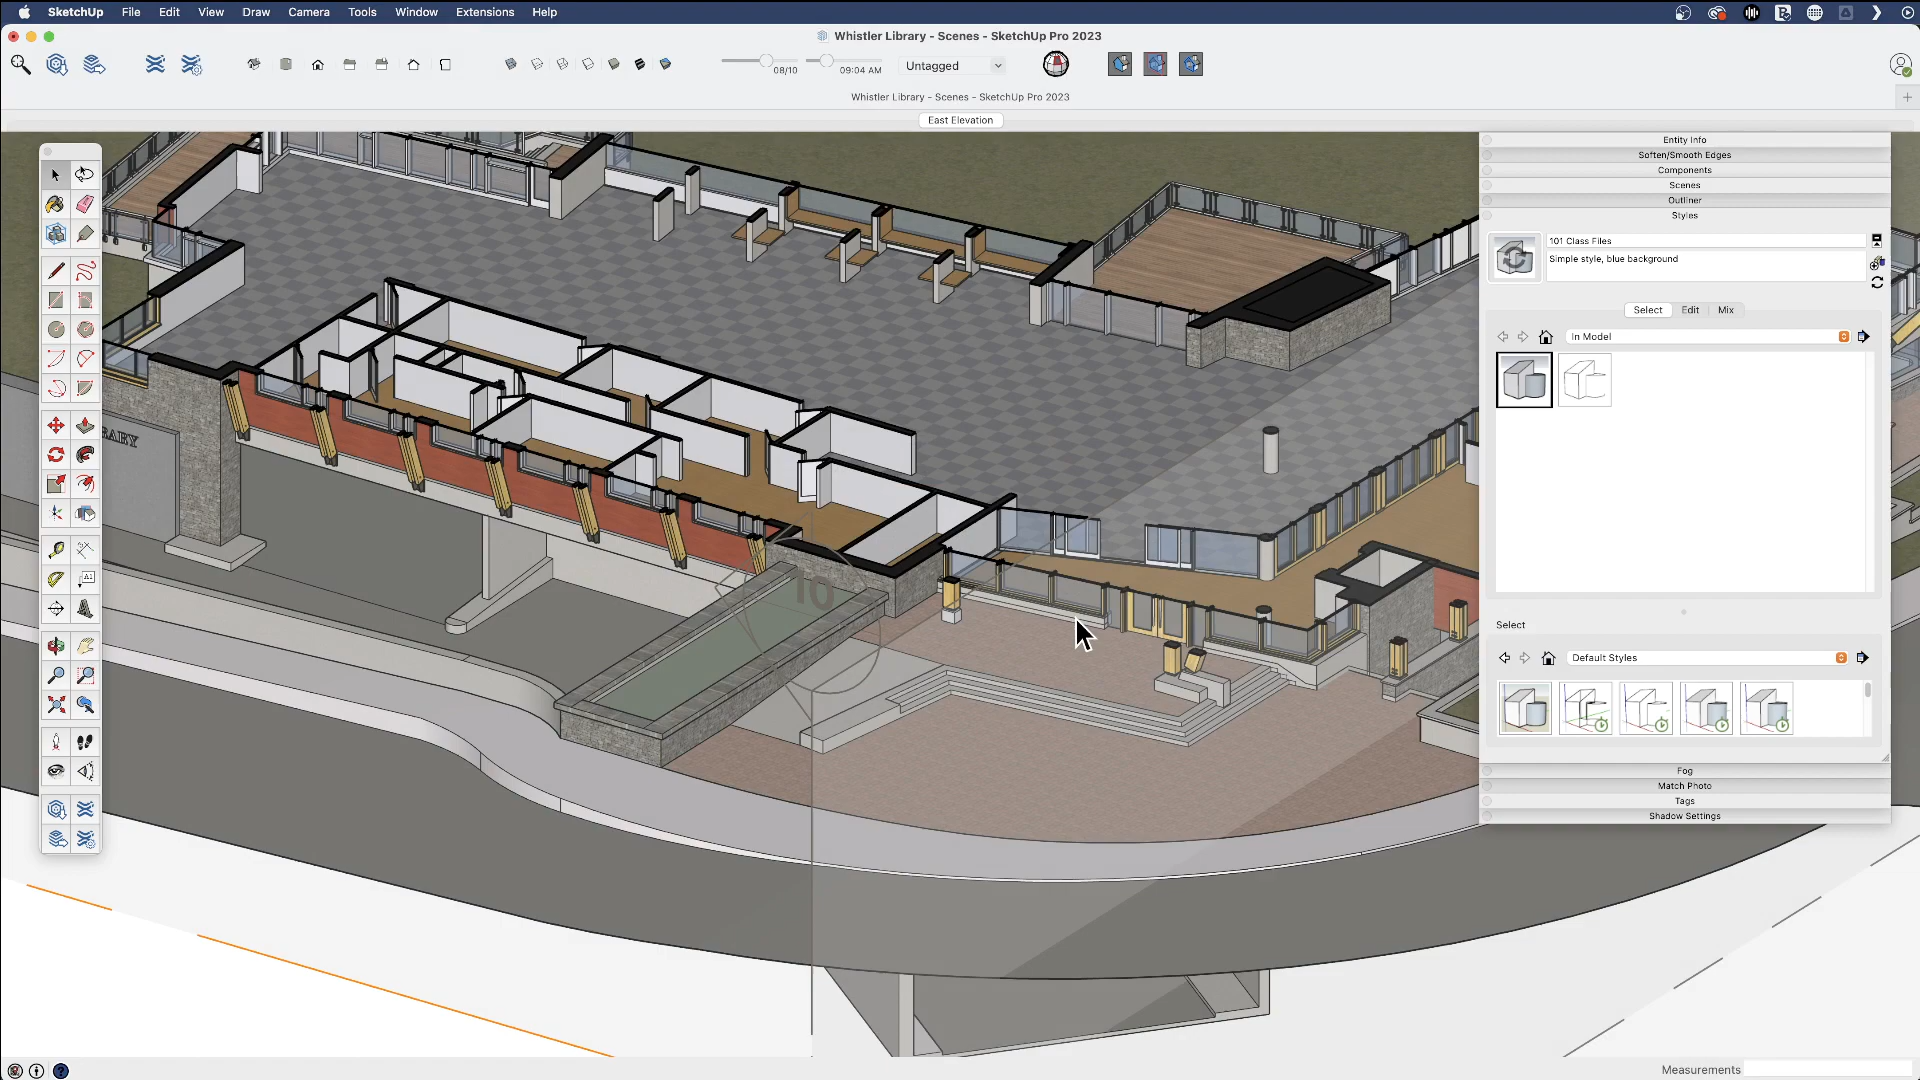 SketchUp File Edit View Draw Camera Tools Window Extensions Help
Whistler Library - Scenes - SketchUp Pro 2023
08/10 09:04 AM Untagged
Whistler Library - Scenes - SketchUp Pro 2023
East Elevation
Entity Info
Soften/Smooth Edges
Components
Scenes
Outliner
Styles
101 Class Files
Simple style, blue background
Select Edit Mix
In Model
Select
Default Styles
Fog
Match Photo
Tags
Shadow Settings
RARY
A1
10
Measurements